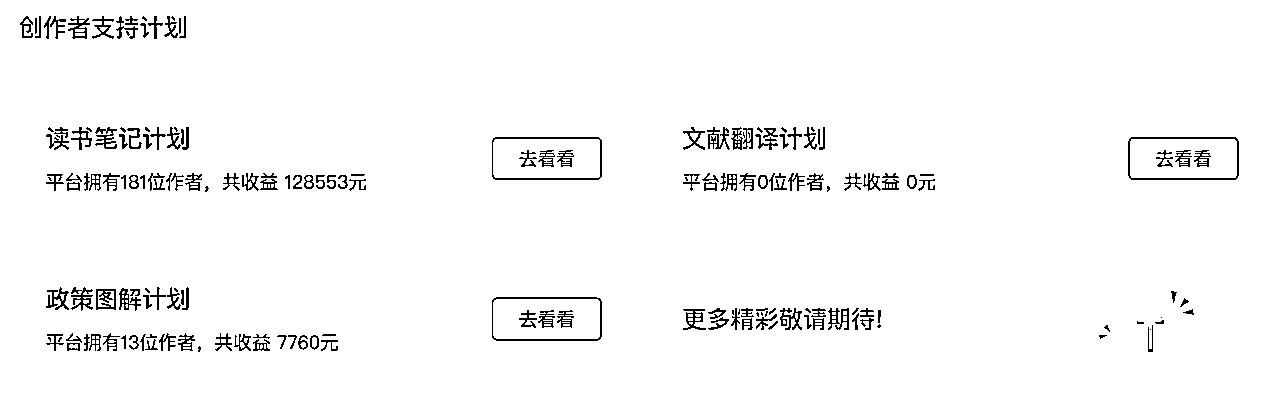 创作者支持计划
读书笔记计划
去看看
平台拥有181位作者，共收益 128553元
文献翻译计划
去看看
平台拥有0位作者，共收益 0元
政策图解计划
去看看
平台拥有13位作者，共收益 7760元
更多精彩敬请期待!